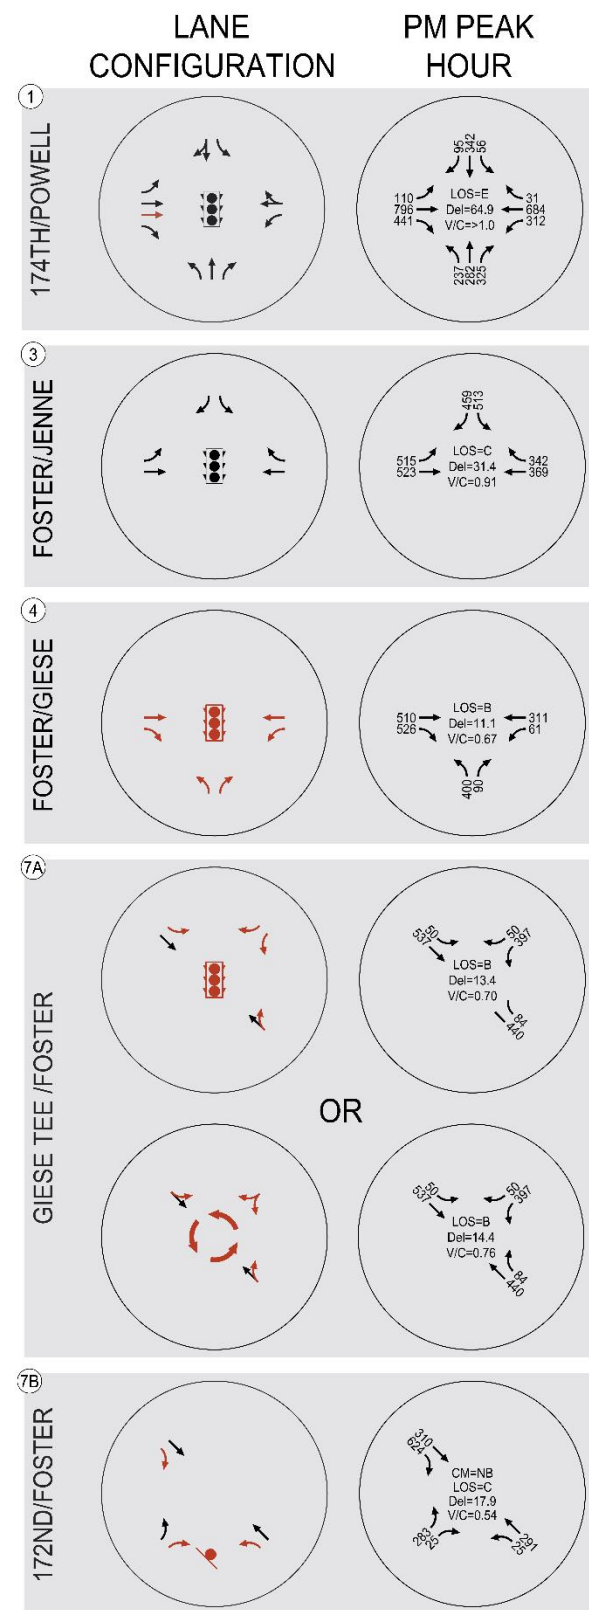 LANE
CONFIGURATION
PM PEAK
HOUR
1
174TH/POWELL
95
342
56
110
796
441
LOS=E
Del=64.9
V/C=>1.0
31
684
312
237
282
325
3
FOSTER/JENNE
459
513
515
523
LOS=C
Del=31.4
V/C=0.91
342
369
4
FOSTER/GIESE
510
526
LOS=B
Del=11.1
V/C=0.67
311
61
400
90
7A
GIESE TEE /FOSTER
50
537
50
397
LOS=B
Del=13.4
V/C=0.70
84
440
OR
50
537
50
397
LOS=B
Del=14.4
V/C=0.76
84
440
7B
172ND/FOSTER
310
624
CM=NB
LOS=C
Del=17.9
V/C=0.54
283
25
291
25